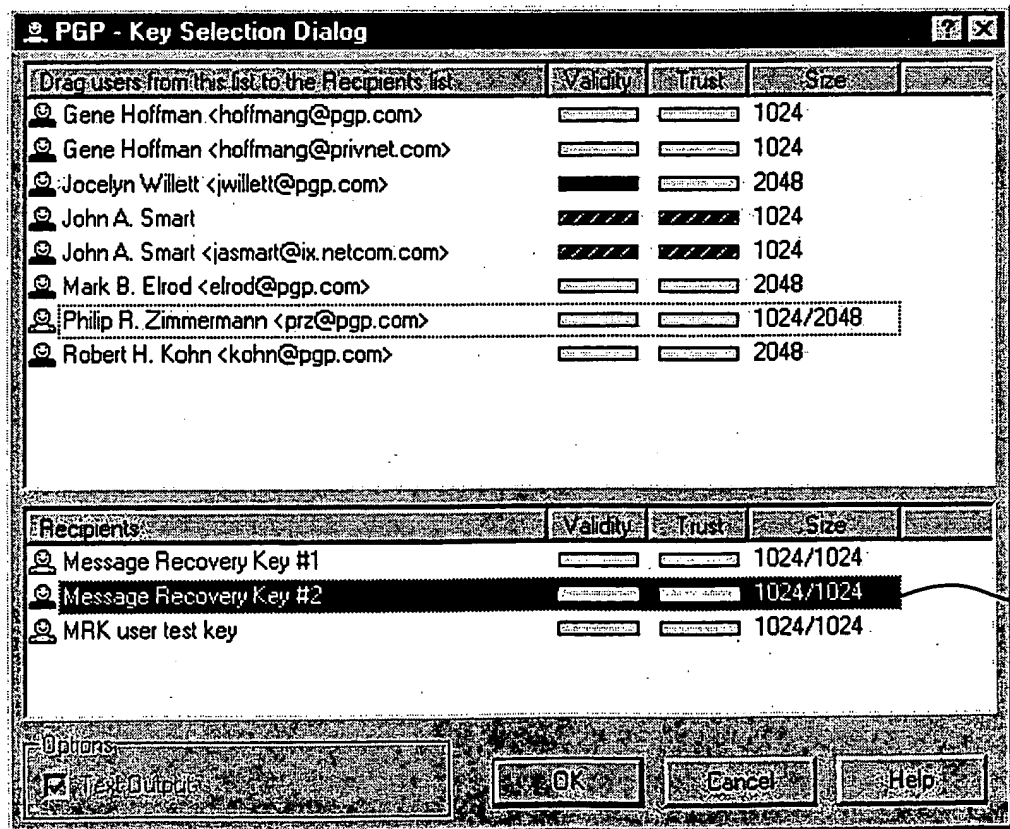 PGP - Key Selection Dialog
Drag users from this list to the Recipients list Validity Trust Size
Gene Hoffman <hoffmang@pgp.com> 1024
Gene Hoffman <hoffmang@privnet.com> 1024
Jocelyn Willett <jwillett@pgp.com> 2048
John A. Smart 1024
John A. Smart <jasmart@ix.netcom.com> 1024
Mark B. Elrod <elrod@pgp.com> 2048
Philip R. Zimmermann <prz@pgp.com> 1024/2048
Robert H. Kohn <kohn@pgp.com> 2048
Recipients Validity Trust Size
Message Recovery Key #1 1024/1024
Message Recovery Key #2 1024/1024
MRK user test key 1024/1024
Options
Text Output
OK Cancel Help